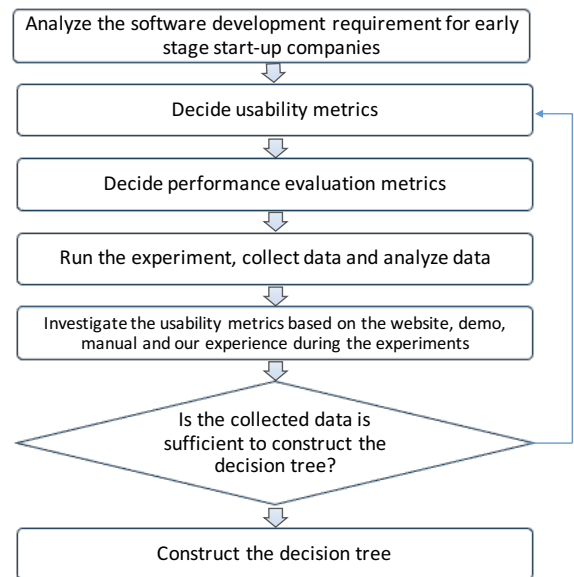 Analyze the software development requirement for early
stage start-up companies
Decide usability metrics
Decide performance evaluation metrics
Run the experiment, collect data and analyze data
Investigate the usability metrics based on the website, demo,
manual and our experience during the experiments
Is the collected data is
sufficient to construct the
decision tree?
Construct the decision tree